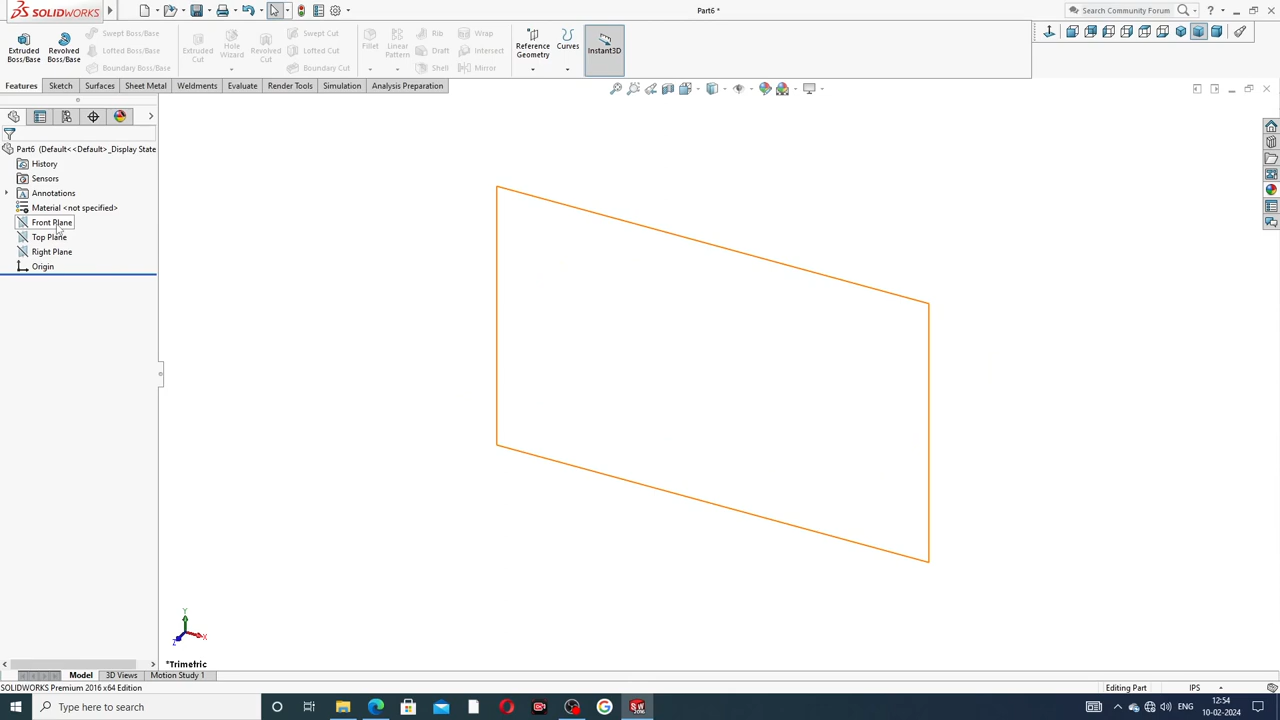 SOLIDWORKS
Part6 *
Search Community Forum
Extruded Boss/Base
Revolved Boss/Base
Swept Boss/Base
Lofted Boss/Base
Boundary Boss/Base
Extruded Cut
Hole Wizard
Revolved Cut
Swept Cut
Lofted Cut
Boundary Cut
Fillet
Linear Pattern
Rib
Draft
Shell
Wrap
Intersect
Mirror
Reference Geometry
Curves
Instant3D
Features
Sketch
Surfaces
Sheet Metal
Weldments
Evaluate
Render Tools
Simulation
Analysis Preparation
Part6 (Default<<Default>_Display State
History
Sensors
Annotations
Material <not specified>
Front Plane
Top Plane
Right Plane
Origin
Y
X
Z
*Trimetric
Model
3D Views
Motion Study 1
SOLIDWORKS Premium 2016 x64 Edition
Editing Part
IPS
Type here to search
ENG
12:54
10-02-2024